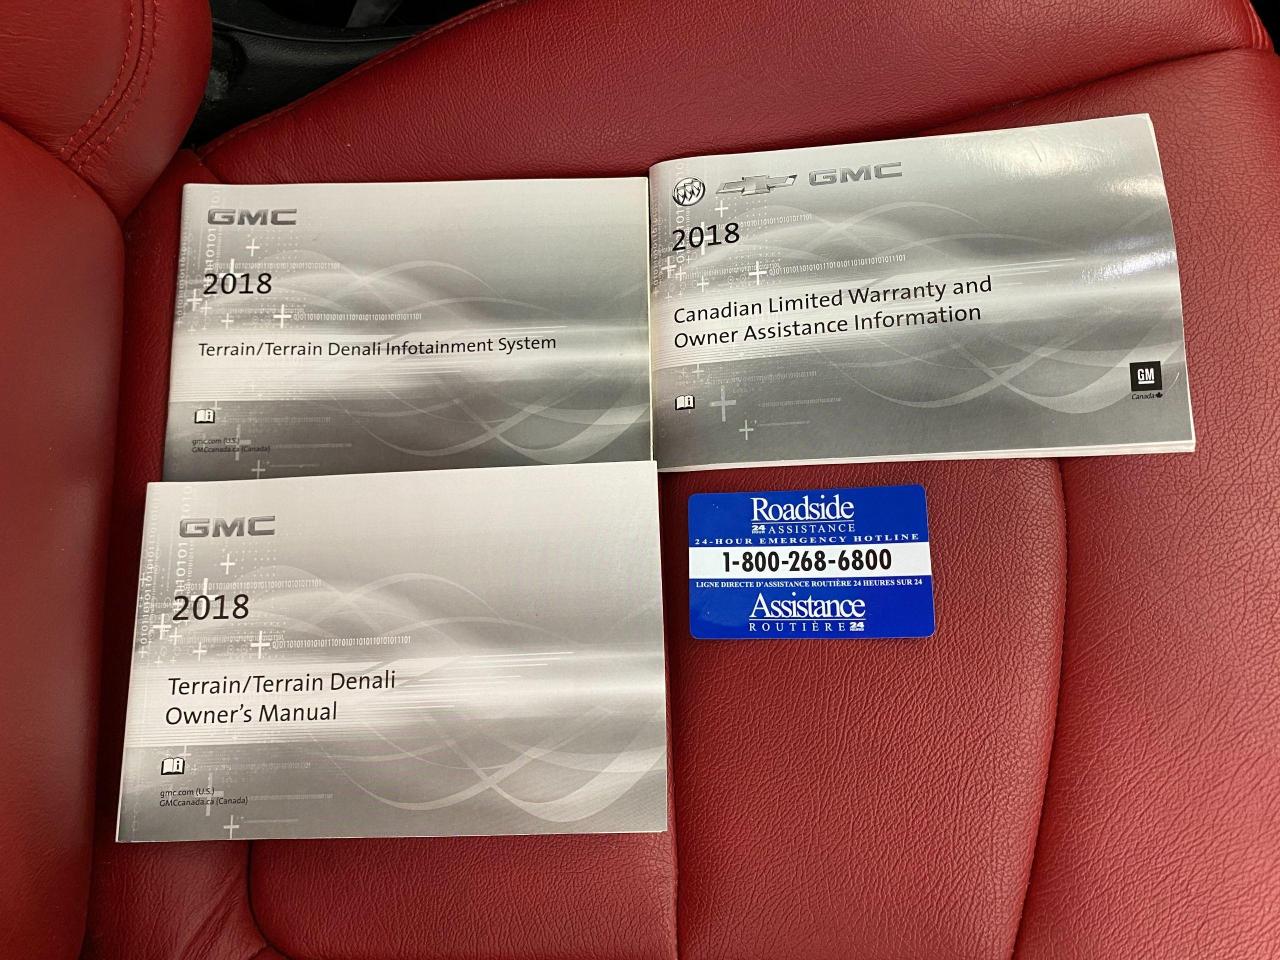 GMC
2018
Terrain/Terrain Denali Infotainment System
gmc.com (U.S.)
GMCcanada.ca (Canada)
GMC
2018
Canadian Limited Warranty and
Owner Assistance Information
GM
Canada
GMC
2018
Terrain/Terrain Denali
Owner's Manual
gmc.com (U.S.)
GMCcanada.ca (Canada)
Roadside
24 ASSISTANCE
24-HOUR EMERGENCY HOTLINE
1-800-268-6800
LIGNE DIRECTE D'ASSISTANCE ROUTIÈRE 24 HEURES SUR 24
Assistance
ROUTIÈRE 24